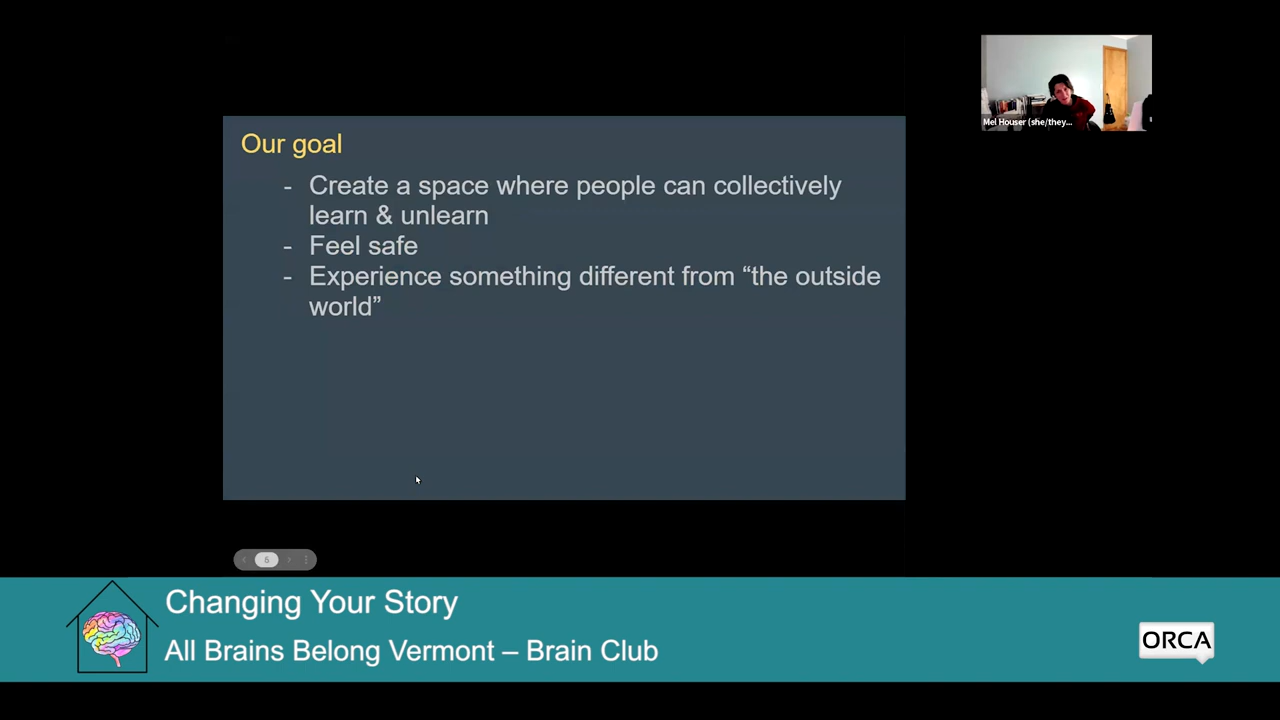 Our goal
- Create a space where people can collectively
learn & unlearn
- Feel safe
- Experience something different from “the outside
world”
Mel Houser (she/they...
5
Changing Your Story
All Brains Belong Vermont – Brain Club
ORCA